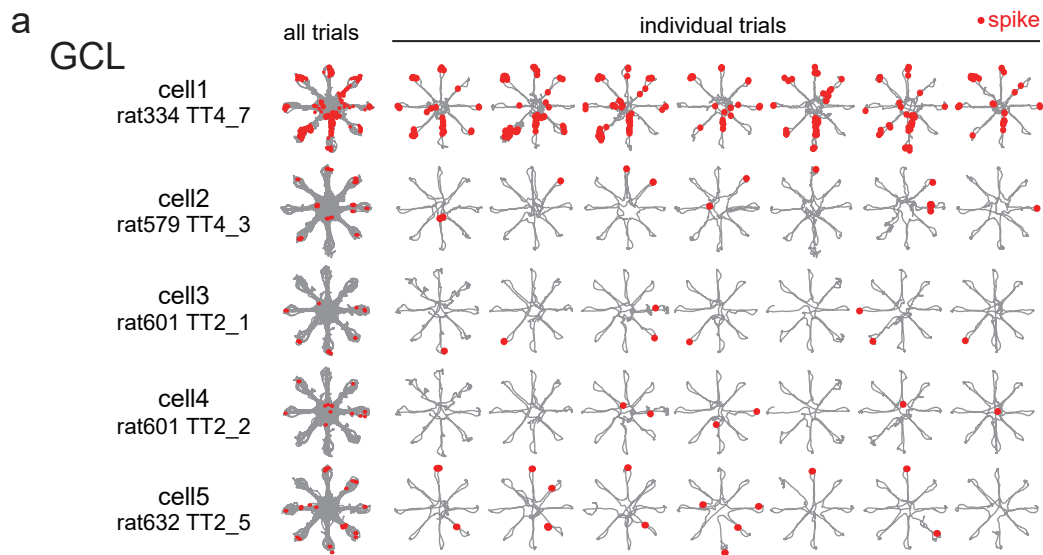 a
GCL
all trials
individual trials
spike
cell1
rat334 TT4_7
cell2
rat579 TT4_3
cell3
rat601 TT2_1
cell4
rat601 TT2_2
cell5
rat632 TT2_5